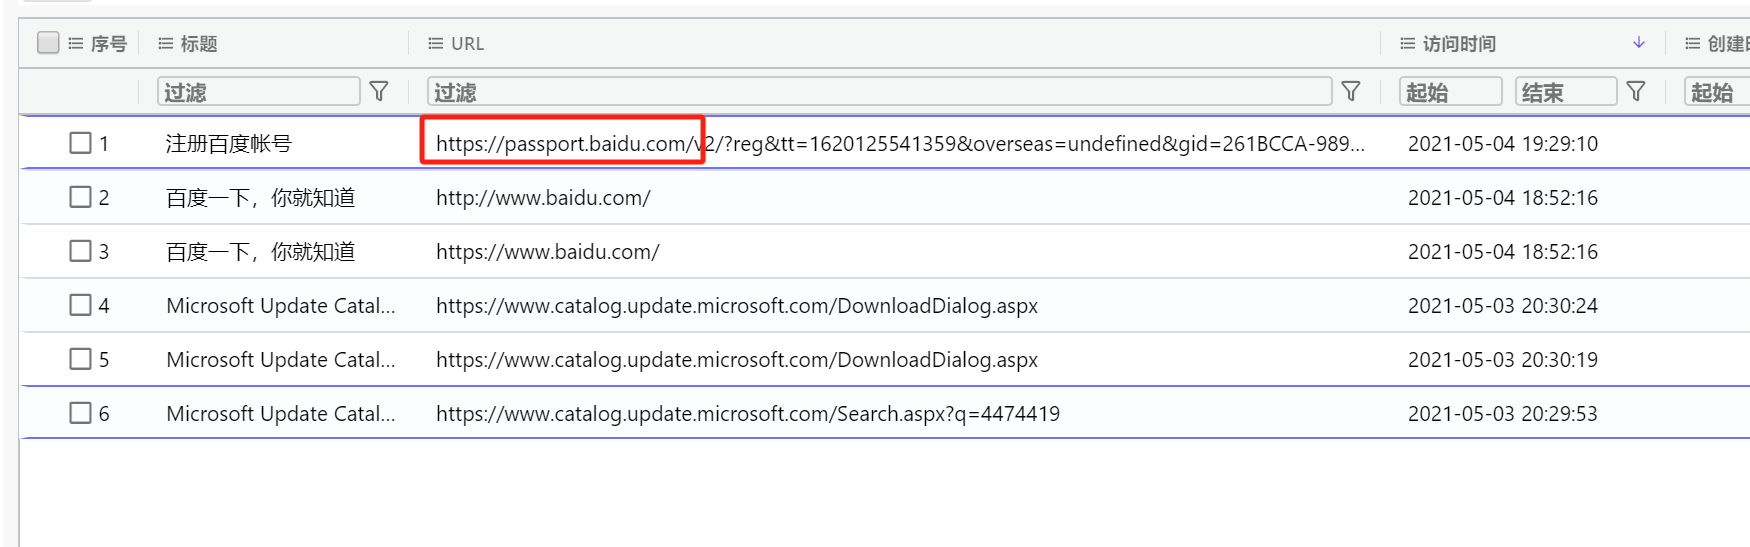 序号 标题 URL 访问时间 创建
过滤 过滤 起始 结束 起始
1 注册百度帐号 https://passport.baidu.com/v2/?reg&tt=1620125541359&overseas=undefined&gid=261BCCA-989... 2021-05-04 19:29:10
2 百度一下，你就知道 http://www.baidu.com/ 2021-05-04 18:52:16
3 百度一下，你就知道 https://www.baidu.com/ 2021-05-04 18:52:16
4 Microsoft Update Catal... https://www.catalog.update.microsoft.com/DownloadDialog.aspx 2021-05-03 20:30:24
5 Microsoft Update Catal... https://www.catalog.update.microsoft.com/DownloadDialog.aspx 2021-05-03 20:30:19
6 Microsoft Update Catal... https://www.catalog.update.microsoft.com/Search.aspx?q=4474419 2021-05-03 20:29:53